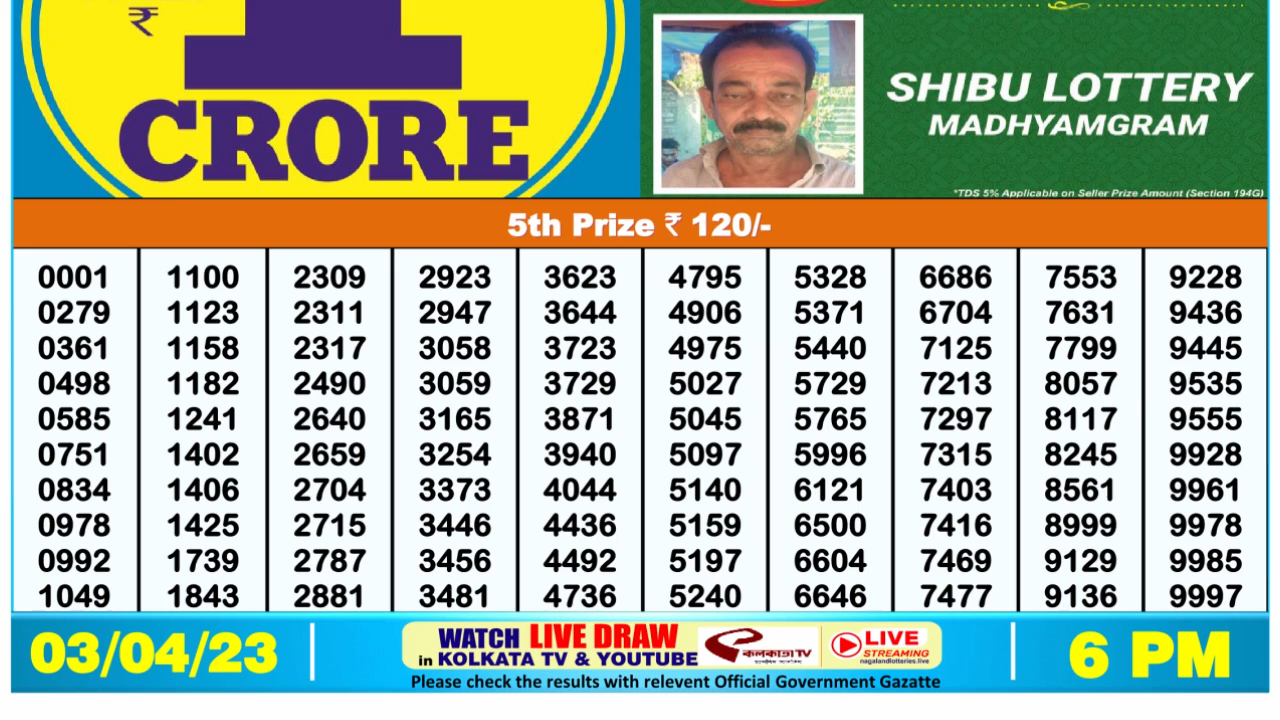 ₹
1
CRORE
SHIBU LOTTERY
MADHYAMGRAM
*TDS 5% Applicable on Seller Prize Amount (Section 194G)
5th Prize ₹ 120/-
0001 1100 2309 2923 3623 4795 5328 6686 7553 9228
0279 1123 2311 2947 3644 4906 5371 6704 7631 9436
0361 1158 2317 3058 3723 4975 5440 7125 7799 9445
0498 1182 2490 3059 3729 5027 5729 7213 8057 9535
0585 1241 2640 3165 3871 5045 5765 7297 8117 9555
0751 1402 2659 3254 3940 5097 5996 7315 8245 9928
0834 1406 2704 3373 4044 5140 6121 7403 8561 9961
0978 1425 2715 3446 4436 5159 6500 7416 8999 9978
0992 1739 2787 3456 4492 5197 6604 7469 9129 9985
1049 1843 2881 3481 4736 5240 6646 7477 9136 9997
03/04/23
WATCH LIVE DRAW
in KOLKATA TV & YOUTUBE
কলকাতা TV
LIVE
STREAMING
nagalandlotteries.live
Please check the results with relevent Official Government Gazatte
6 PM